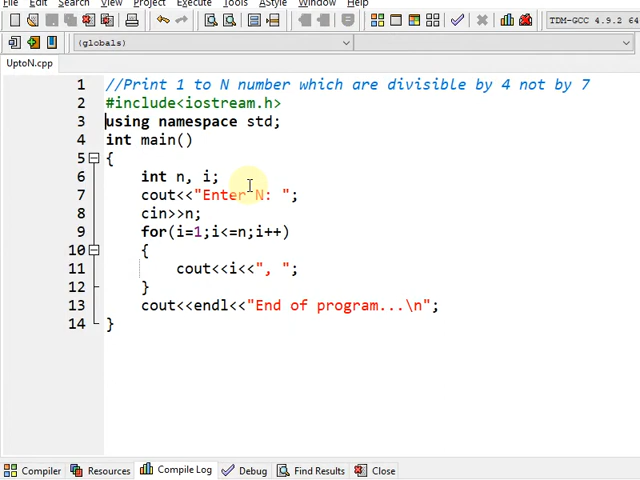 File Edit Search View Project Execute Tools AStyle Window Help
TDM-GCC 4.9.2 64
(globals)
UptoN.cpp
1 //Print 1 to N number which are divisible by 4 not by 7
2 #include<iostream.h>
3 using namespace std;
4 int main()
5 {
6 int n, i;
7 cout<<"Enter N: ";
8 cin>>n;
9 for(i=1;i<=n;i++)
10 {
11 cout<<i<<", ";
12 }
13 cout<<endl<<"End of program...\n";
14 }
Compiler Resources Compile Log Debug Find Results Close